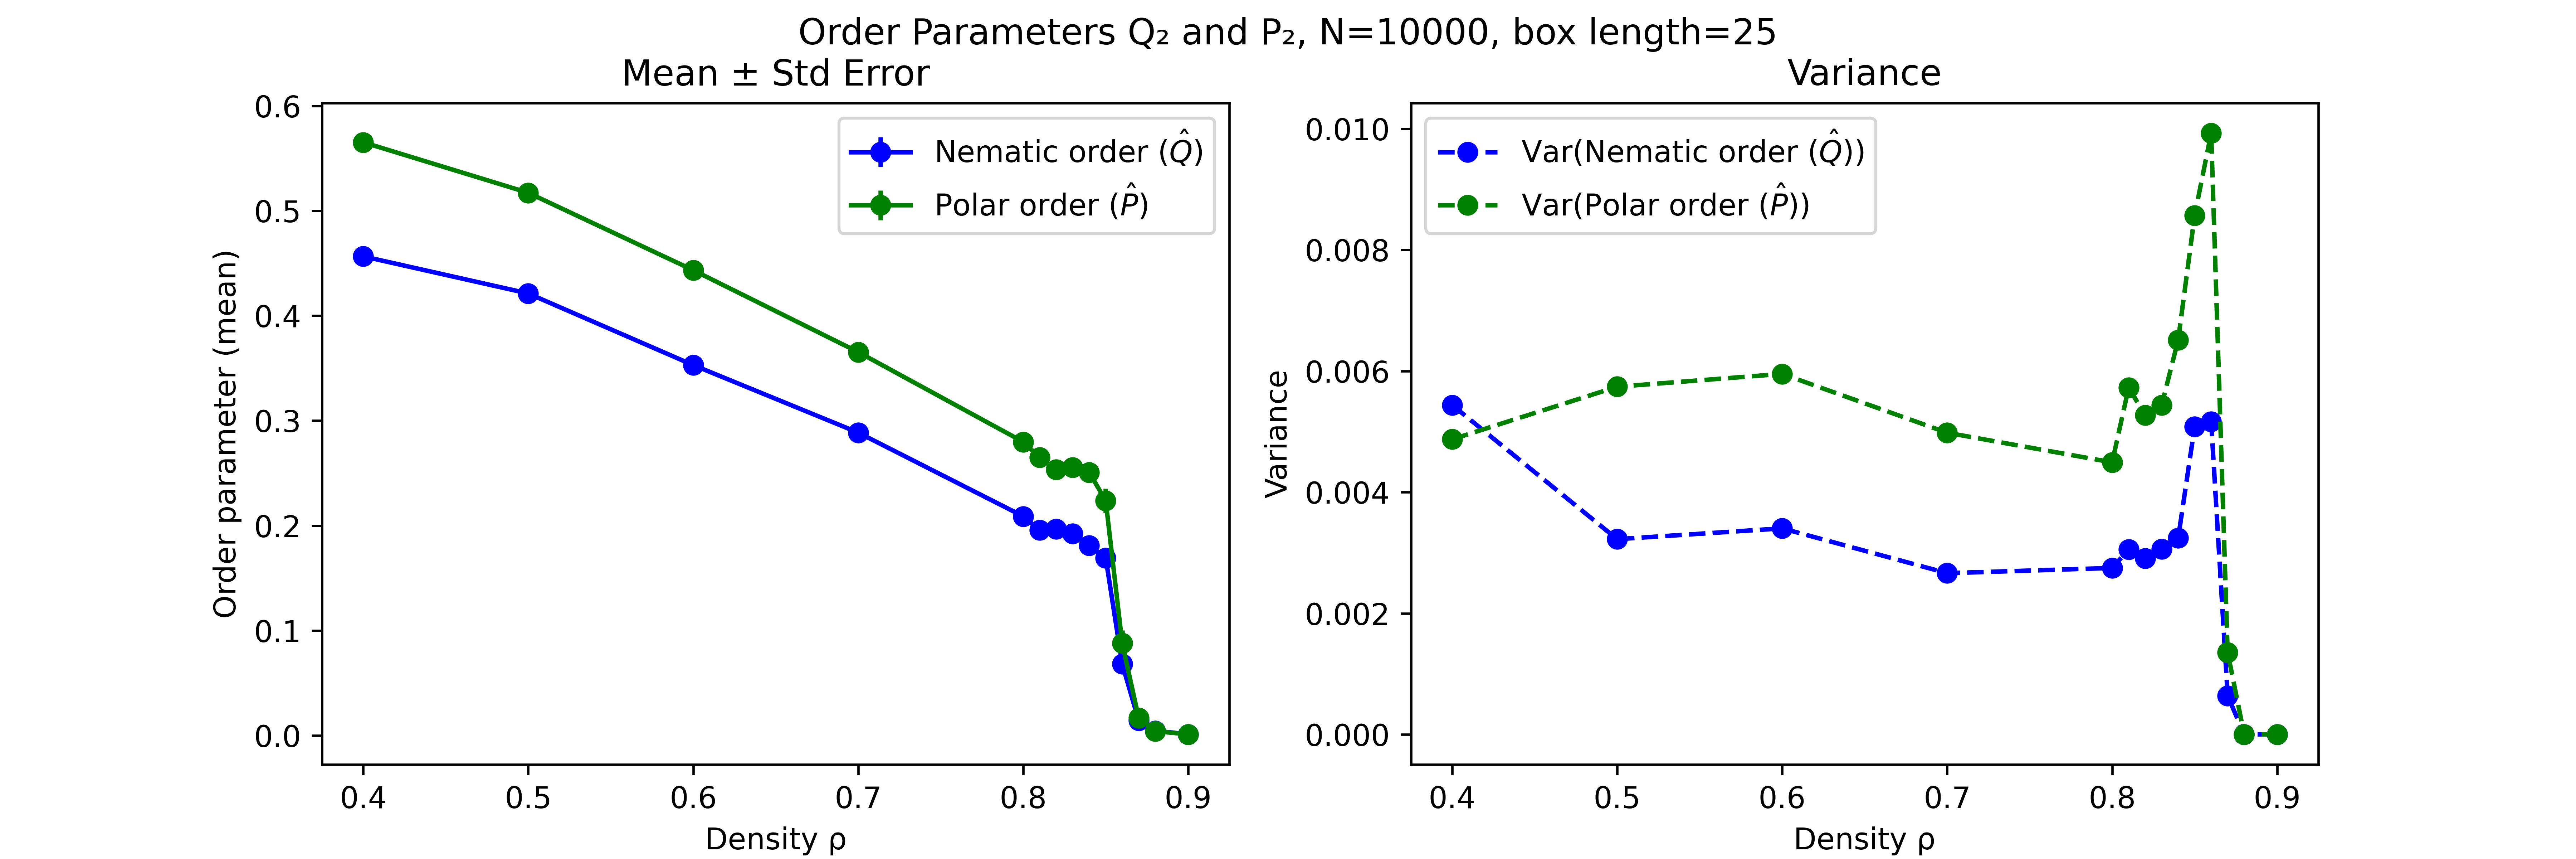 Order Parameters Q₂ and P₂, N=10000, box length=25
Mean ± Std Error
Order parameter (mean)
0.6
0.5
0.4
0.3
0.2
0.1
0.0
Nematic order (Q̂)
Polar order (P̂)
0.4 0.5 0.6 0.7 0.8 0.9
Density ρ
Variance
Variance
0.010
0.008
0.006
0.004
0.002
0.000
Var(Nematic order (Q̂))
Var(Polar order (P̂))
0.4 0.5 0.6 0.7 0.8 0.9
Density ρ